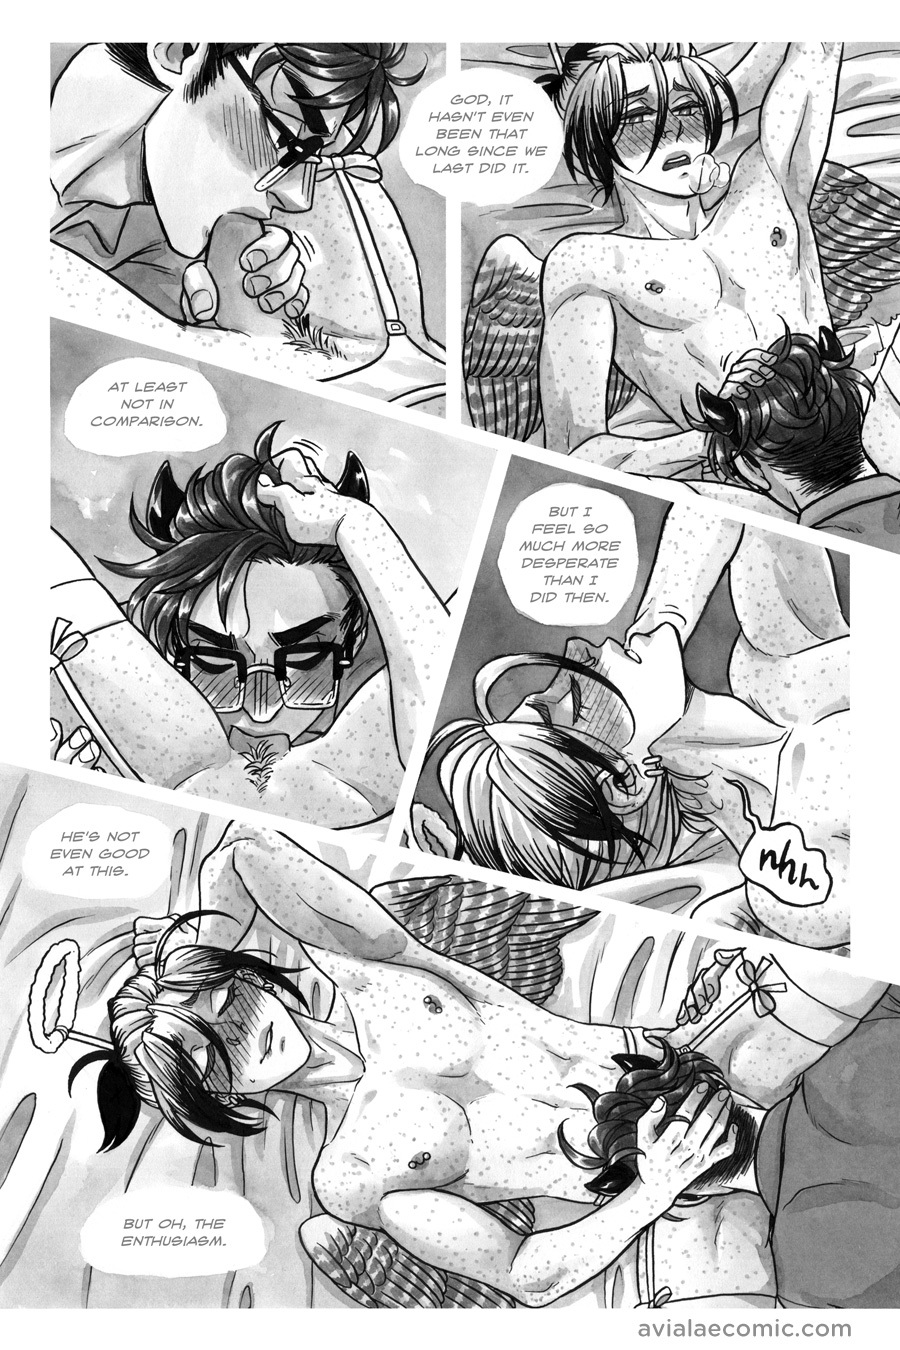 GOD, IT
HASN'T EVEN
BEEN THAT
LONG SINCE WE
LAST DID IT.
AT LEAST
NOT IN
COMPARISON.
BUT I
FEEL SO
MUCH MORE
DESPERATE
THAN I
DID THEN.
nhh
HE'S NOT
EVEN GOOD
AT THIS.
BUT OH, THE
ENTHUSIASM.
avialaecomic.com